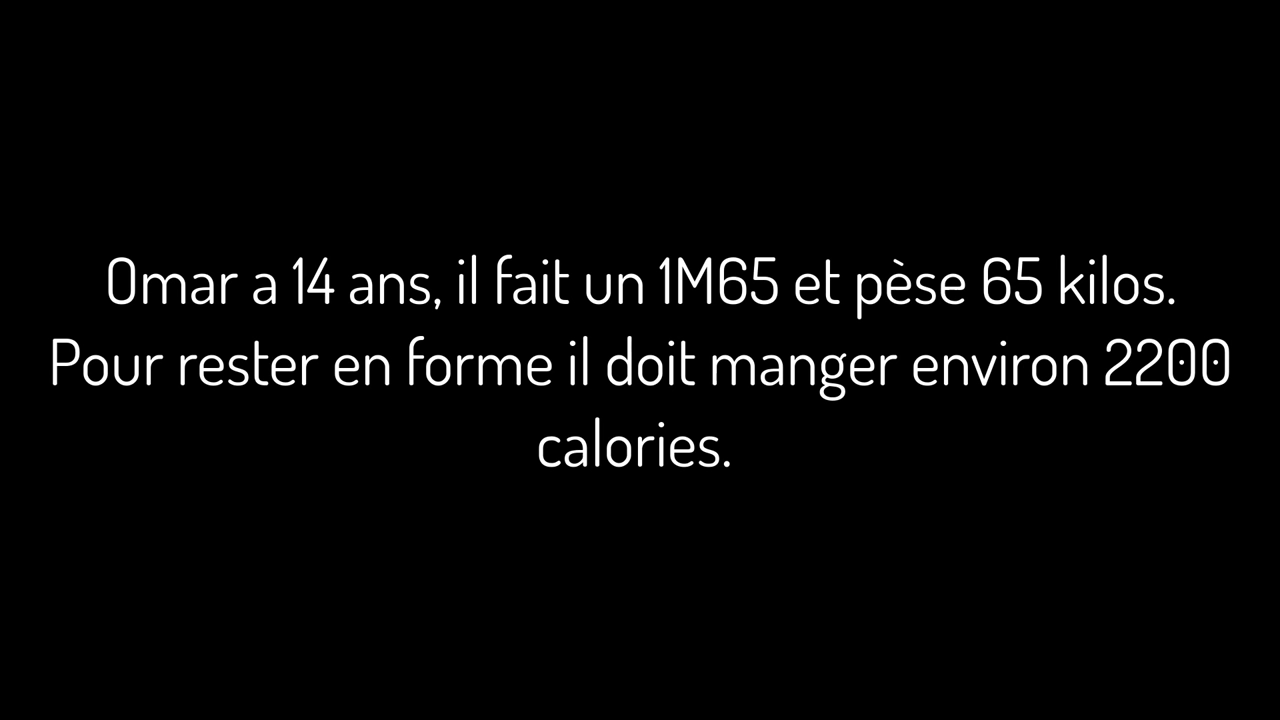 Omar a 14 ans, il fait un 1M65 et pèse 65 kilos.
Pour rester en forme il doit manger environ 2200
calories.